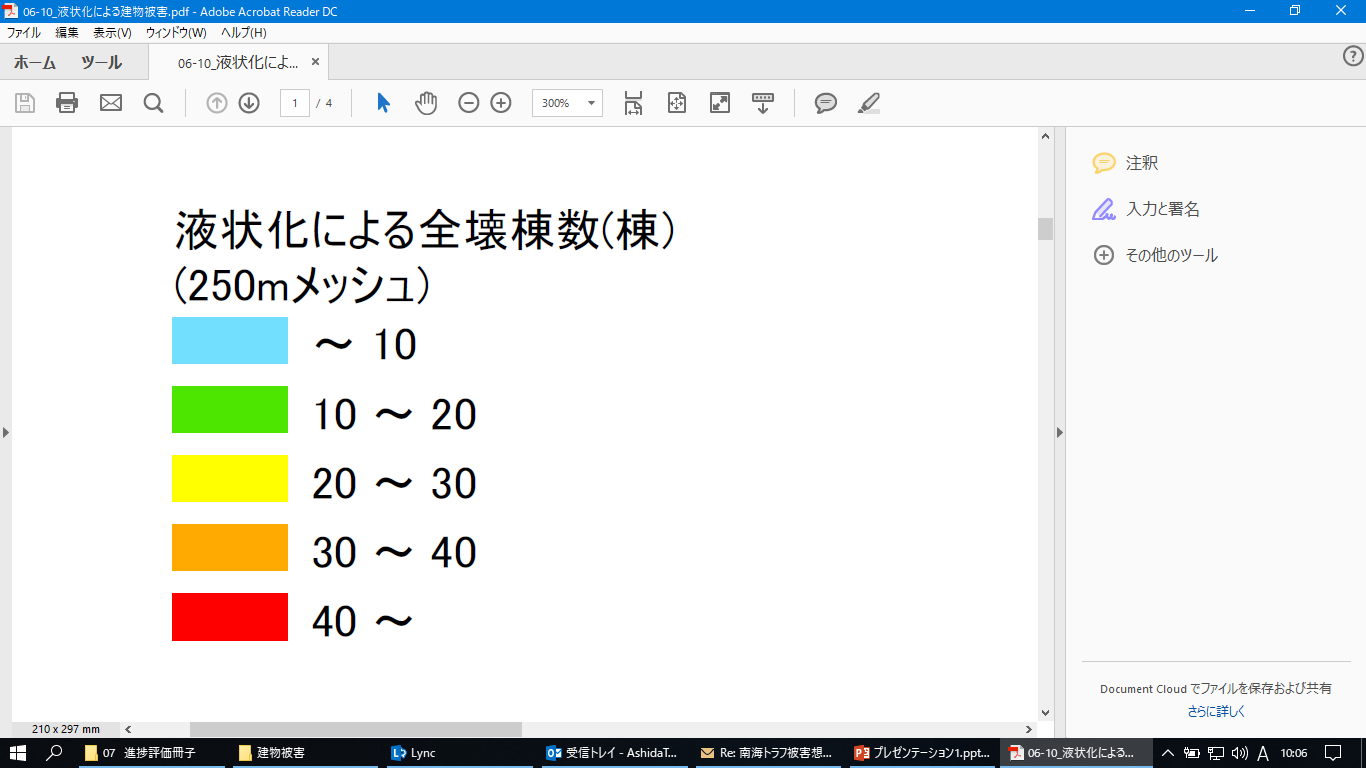 06-10_液状化による建物被害.pdf - Adobe Acrobat Reader DC
ファイル 編集 表示(V) ウィンドウ(W) ヘルプ(H)
ホーム ツール 06-10_液状化によ... ×
1 / 4 300%
液状化による全壊棟数(棟)
(250mメッシュ)
～ 10
10 ～ 20
20 ～ 30
30 ～ 40
40 ～
注釈
入力と署名
その他のツール
Document Cloud でファイルを保存および共有
さらに詳しく
210 x 297 mm
07 進捗評価冊子 建物被害 Lync 受信トレイ - AshidaT... Re: 南海トラフ被害想... プレゼンテーション1.ppt... 06-10_液状化による... A 10:06